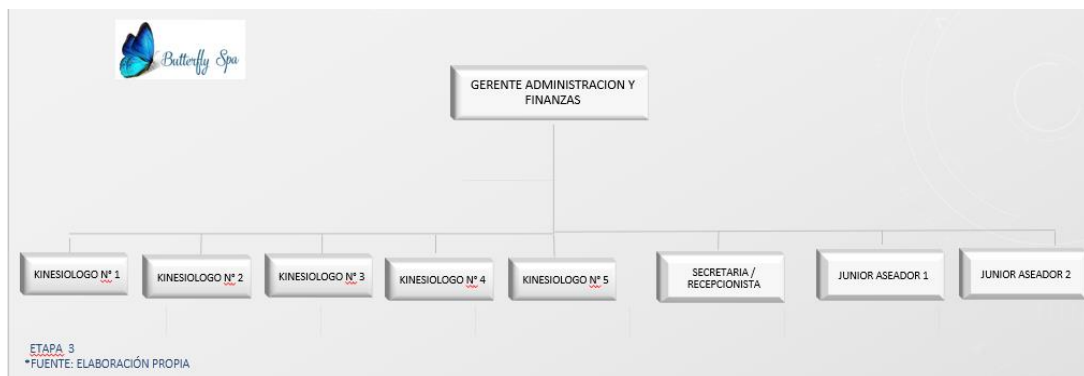 Butterfly Spa
GERENTE ADMINISTRACION Y
FINANZAS
KINESIOLOGO N° 1
KINESIOLOGO N° 2
KINESIOLOGO N° 3
KINESIOLOGO N° 4
KINESIOLOGO N° 5
SECRETARIA /
RECEPCIONISTA
JUNIOR ASEADOR 1
JUNIOR ASEADOR 2
ETAPA 3
*FUENTE: ELABORACIÓN PROPIA